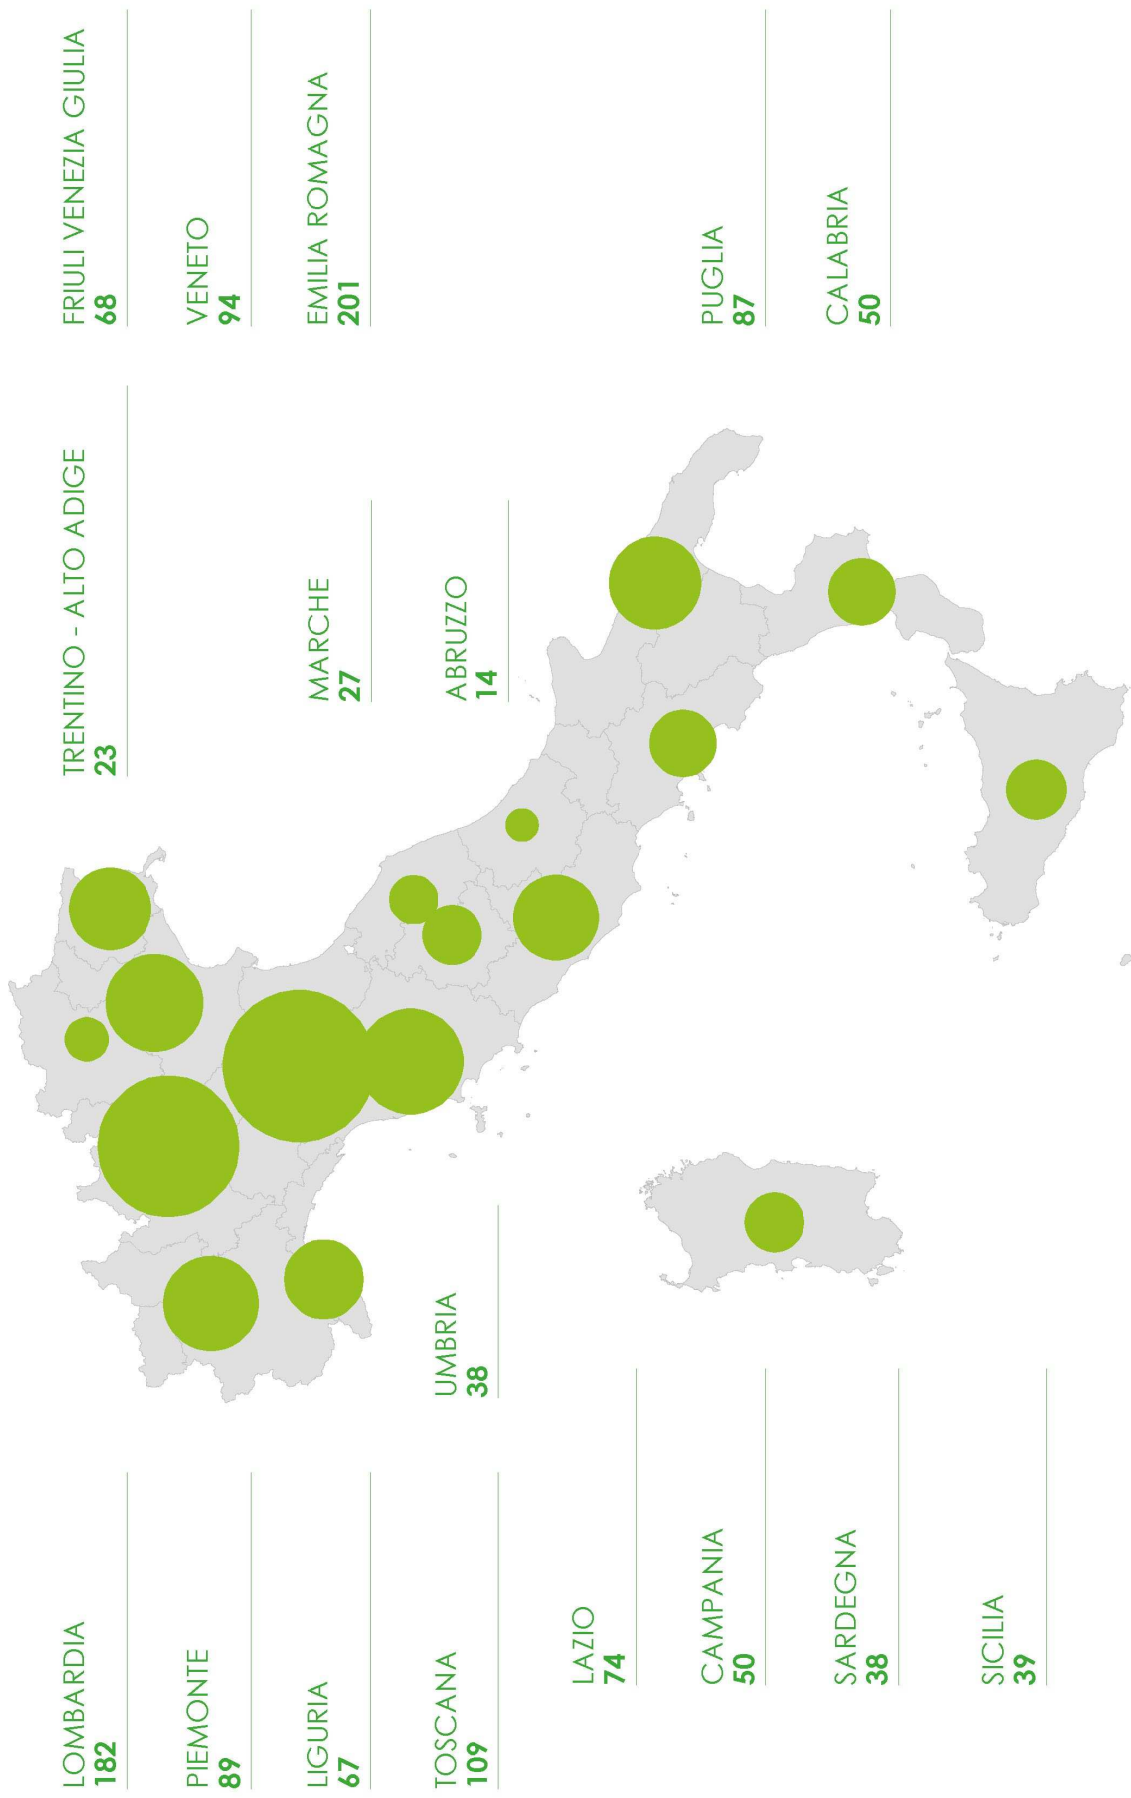 LOMBARDIA
182
PIEMONTE
89
LIGURIA
67
TOSCANA
109
UMBRIA
38
LAZIO
74
CAMPANIA
50
SARDEGNA
38
SICILIA
39
TRENTINO - ALTO ADIGE
23
MARCHE
27
ABRUZZO
14
FRIULI VENEZIA GIULIA
68
VENETO
94
EMILIA ROMAGNA
201
PUGLIA
87
CALABRIA
50